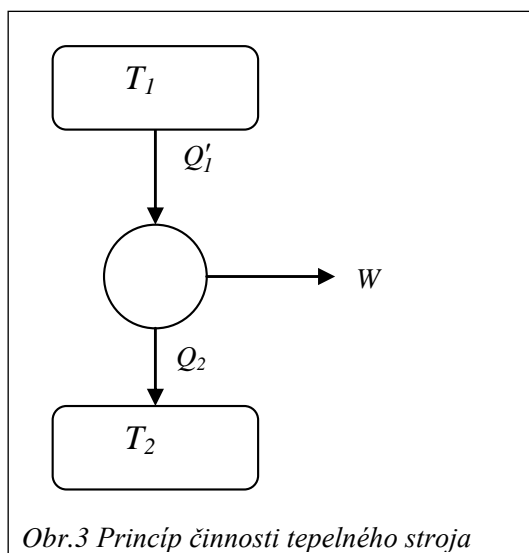 T1
Q′1
W
Q2
T2
Obr.3 Princíp činnosti tepelného stroja